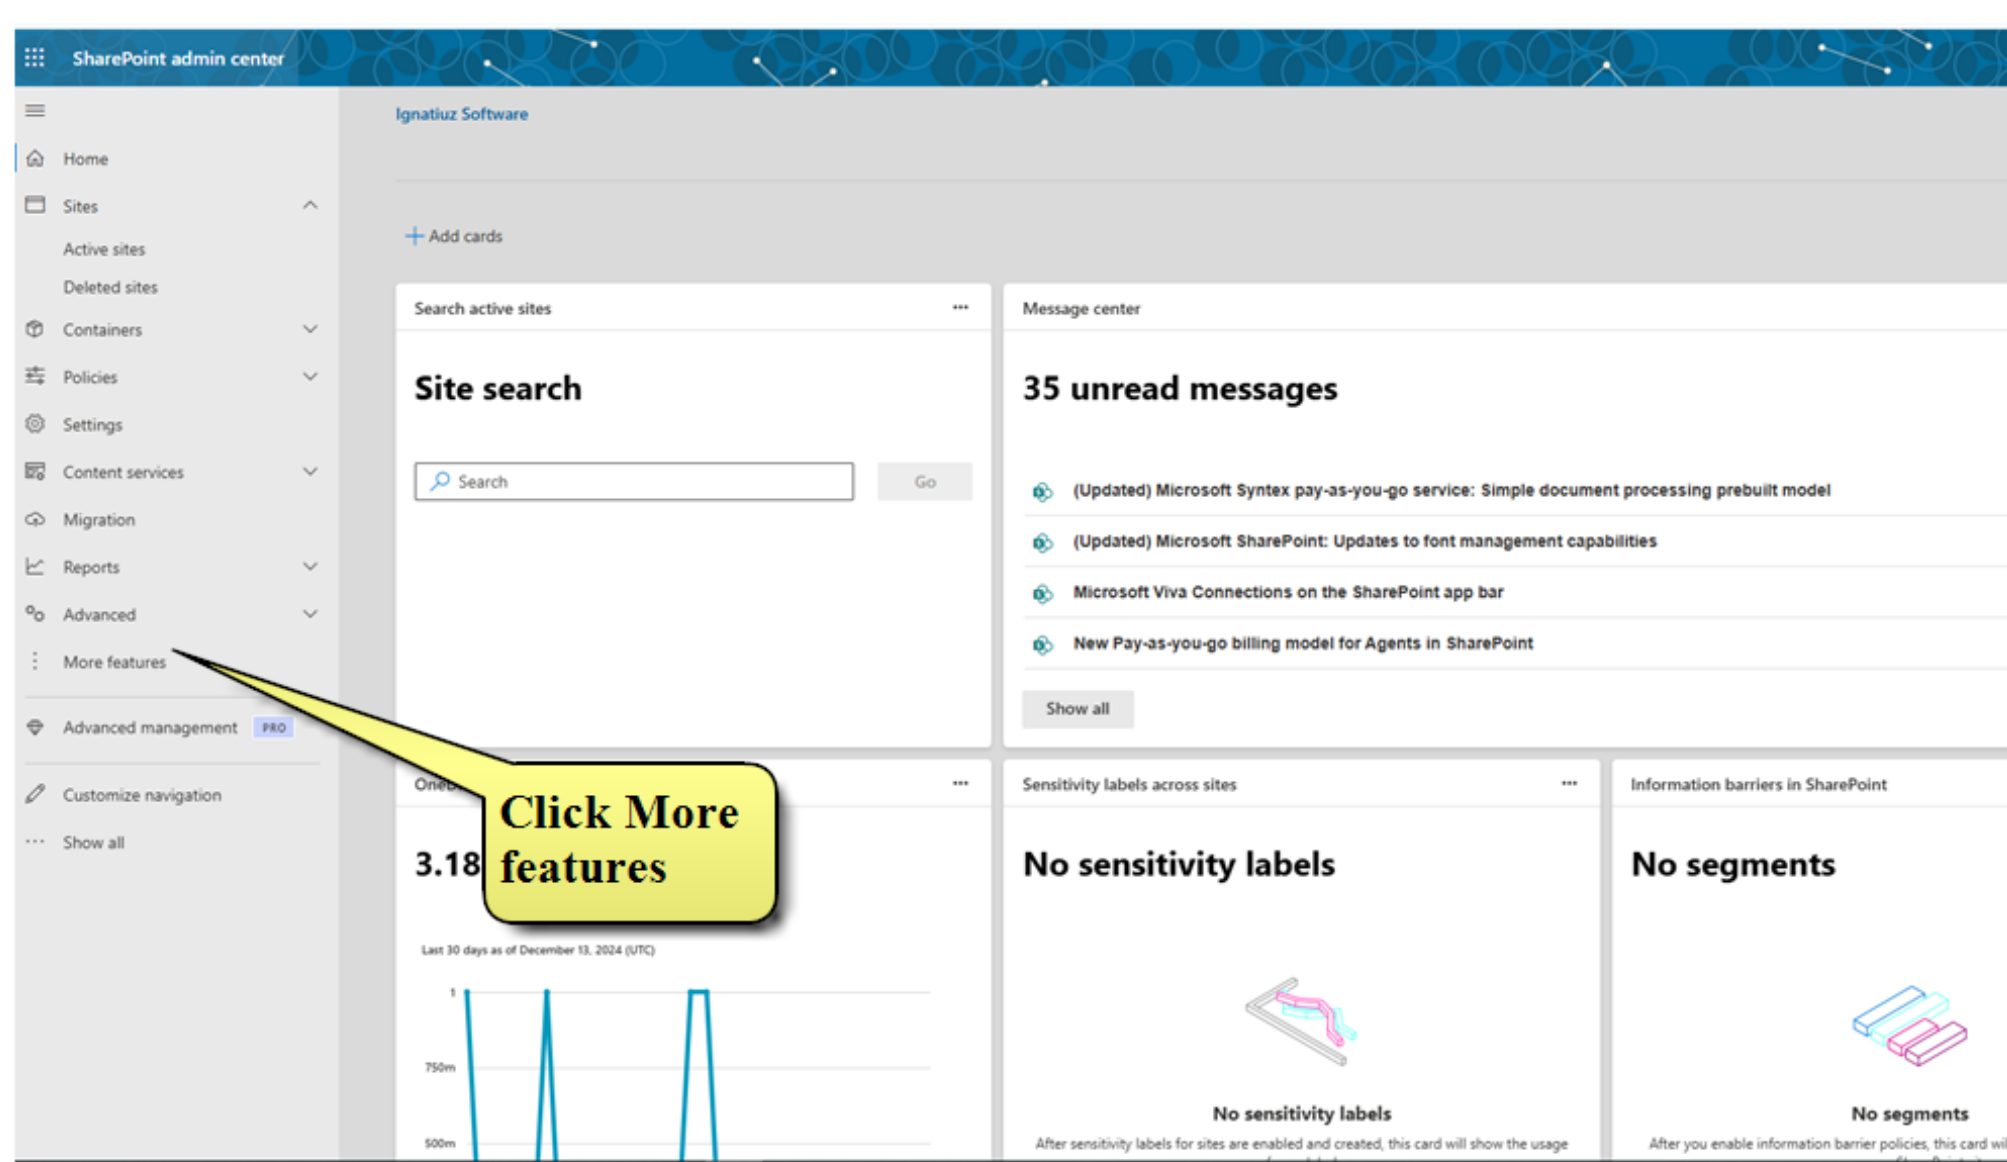 SharePoint admin center
Ignatiuz Software
Home
Sites
Active sites
Deleted sites
Containers
Policies
Settings
Content services
Migration
Reports
Advanced
More features
Advanced management PRO
Customize navigation
Show all
Add cards
Search active sites
Site search
Search Go
Message center
35 unread messages
(Updated) Microsoft Syntex pay-as-you-go service: Simple document processing prebuilt model
(Updated) Microsoft SharePoint: Updates to font management capabilities
Microsoft Viva Connections on the SharePoint app bar
New Pay-as-you-go billing model for Agents in SharePoint
Show all
Click More
features
3.18
Last 30 days as of December 13, 2024 (UTC)
1
750m
500m
Sensitivity labels across sites
No sensitivity labels
No sensitivity labels
After sensitivity labels for sites are enabled and created, this card will show the usage
Information barriers in SharePoint
No segments
No segments
After you enable information barrier policies, this card wi